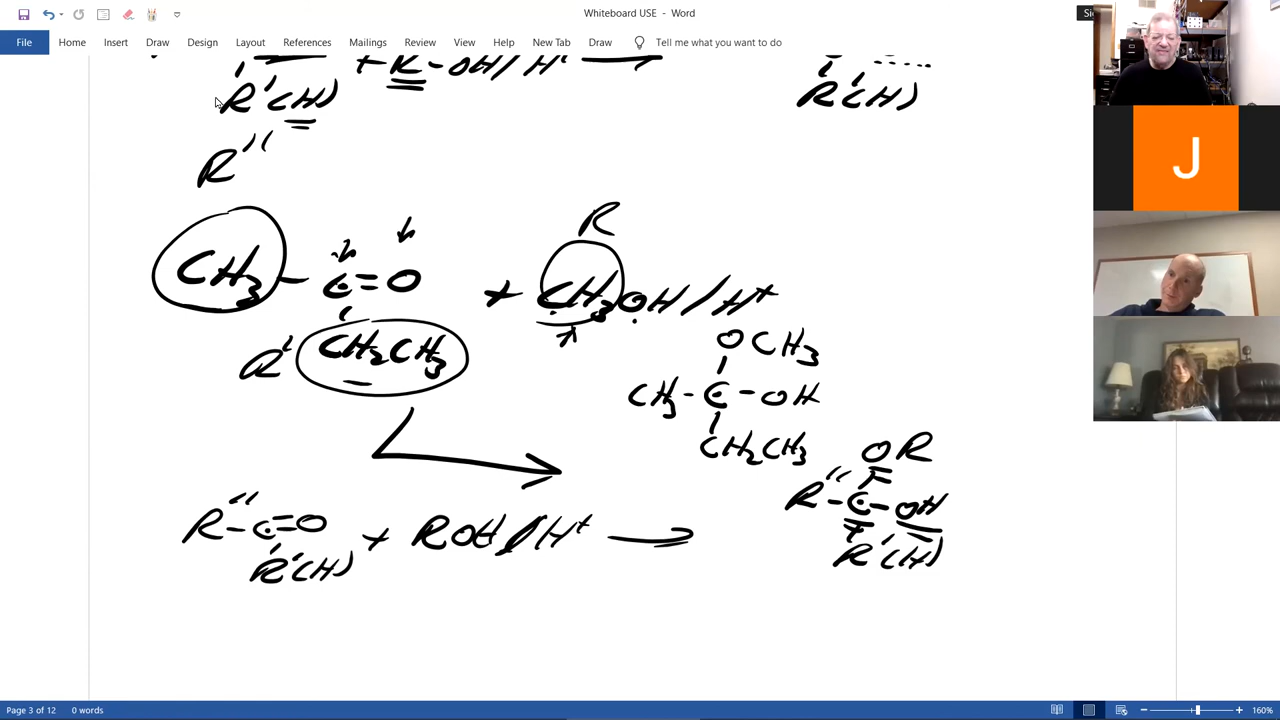 Whiteboard USE - Word
File Home Insert Draw Design Layout References Mailings Review View Help New Tab Draw Tell me what you want to do
+ R - OH / H+
R'(H)
R'(H)
R''
R
CH3 - C = O + CH3OH / H+
R' CH2CH3
OCH3
CH3 - C - OH
CH2CH3
OR
R'' - C - OH
R'(H)
R'' - C = O + ROH / H+
R'(H)
J
Page 3 of 12 0 words 160%